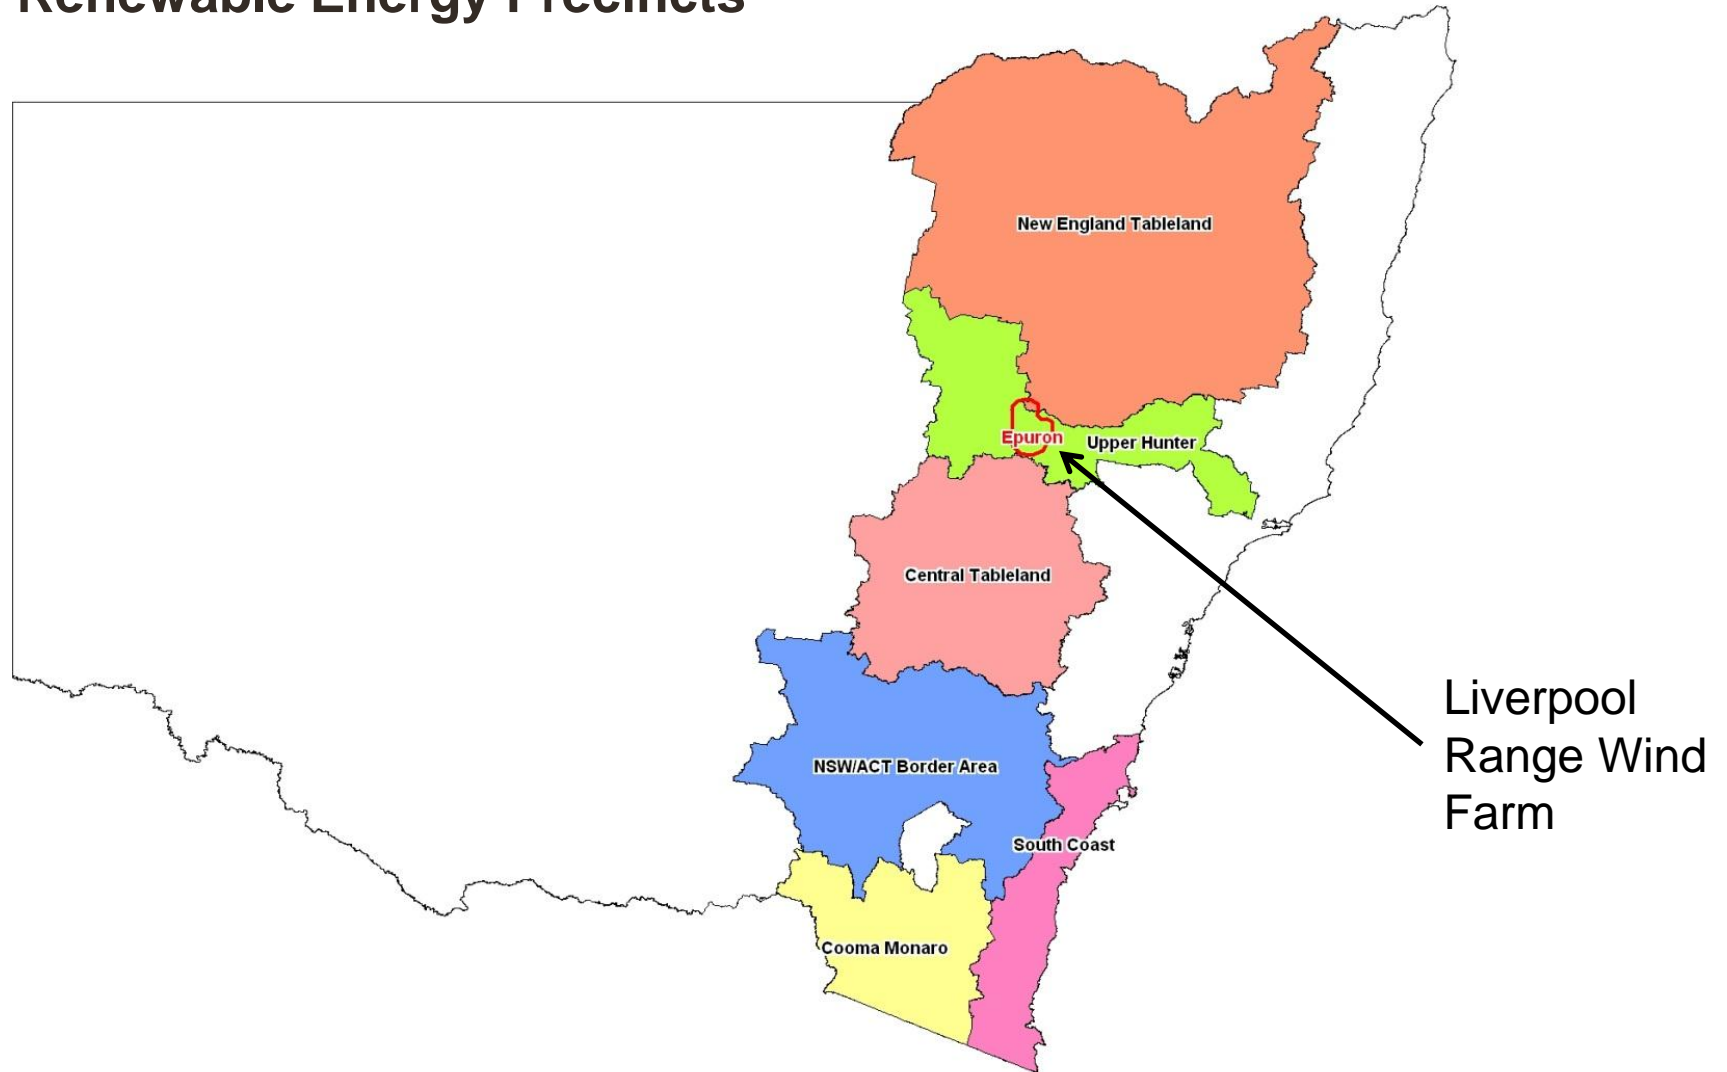 Renewable Energy Precincts
New England Tableland
Epuron
Upper Hunter
Central Tableland
Liverpool
Range Wind
Farm
NSW/ACT Border Area
South Coast
Cooma Monaro